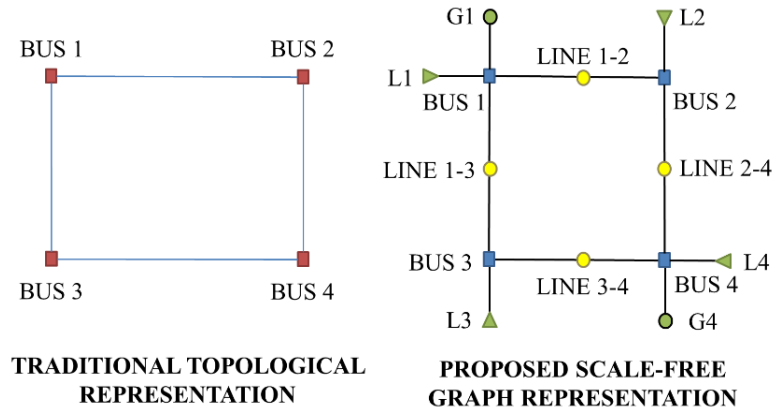 BUS 1
BUS 2
BUS 3
BUS 4
TRADITIONAL TOPOLOGICAL
REPRESENTATION
G1
L2
LINE 1-2
L1
BUS 1
BUS 2
LINE 1-3
LINE 2-4
BUS 3
L4
LINE 3-4
BUS 4
L3
G4
PROPOSED SCALE-FREE
GRAPH REPRESENTATION